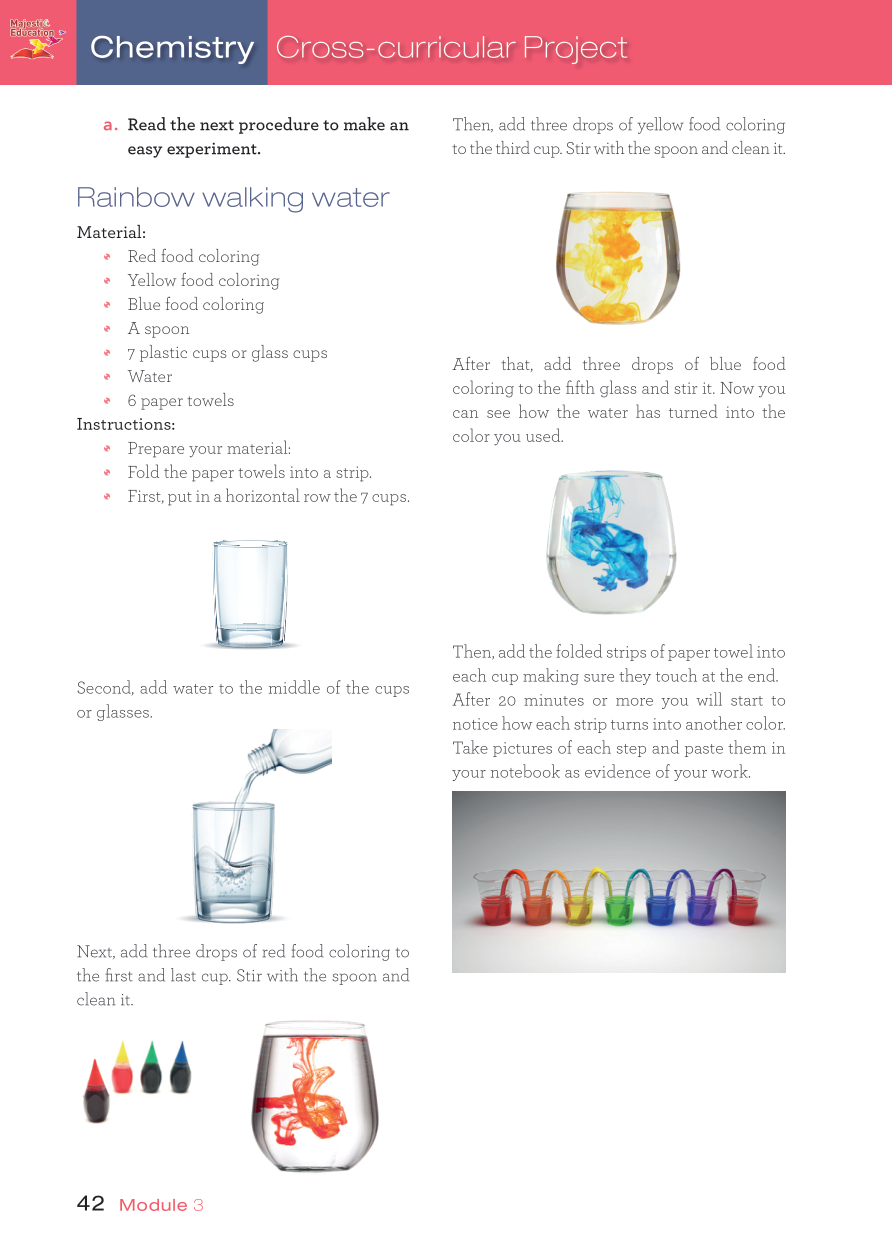 Majestic
Education
Chemistry Cross-curricular Project
a. Read the next procedure to make an
easy experiment.
Rainbow walking water
Material:
Red food coloring
Yellow food coloring
Blue food coloring
A spoon
7 plastic cups or glass cups
Water
6 paper towels
Instructions:
Prepare your material:
Fold the paper towels into a strip.
First, put in a horizontal row the 7 cups.
Second, add water to the middle of the cups
or glasses.
Next, add three drops of red food coloring to
the first and last cup. Stir with the spoon and
clean it.
Then, add three drops of yellow food coloring
to the third cup. Stir with the spoon and clean it.
After that, add three drops of blue food
coloring to the fifth glass and stir it. Now you
can see how the water has turned into the
color you used.
Then, add the folded strips of paper towel into
each cup making sure they touch at the end.
After 20 minutes or more you will start to
notice how each strip turns into another color.
Take pictures of each step and paste them in
your notebook as evidence of your work.
42 Module 3